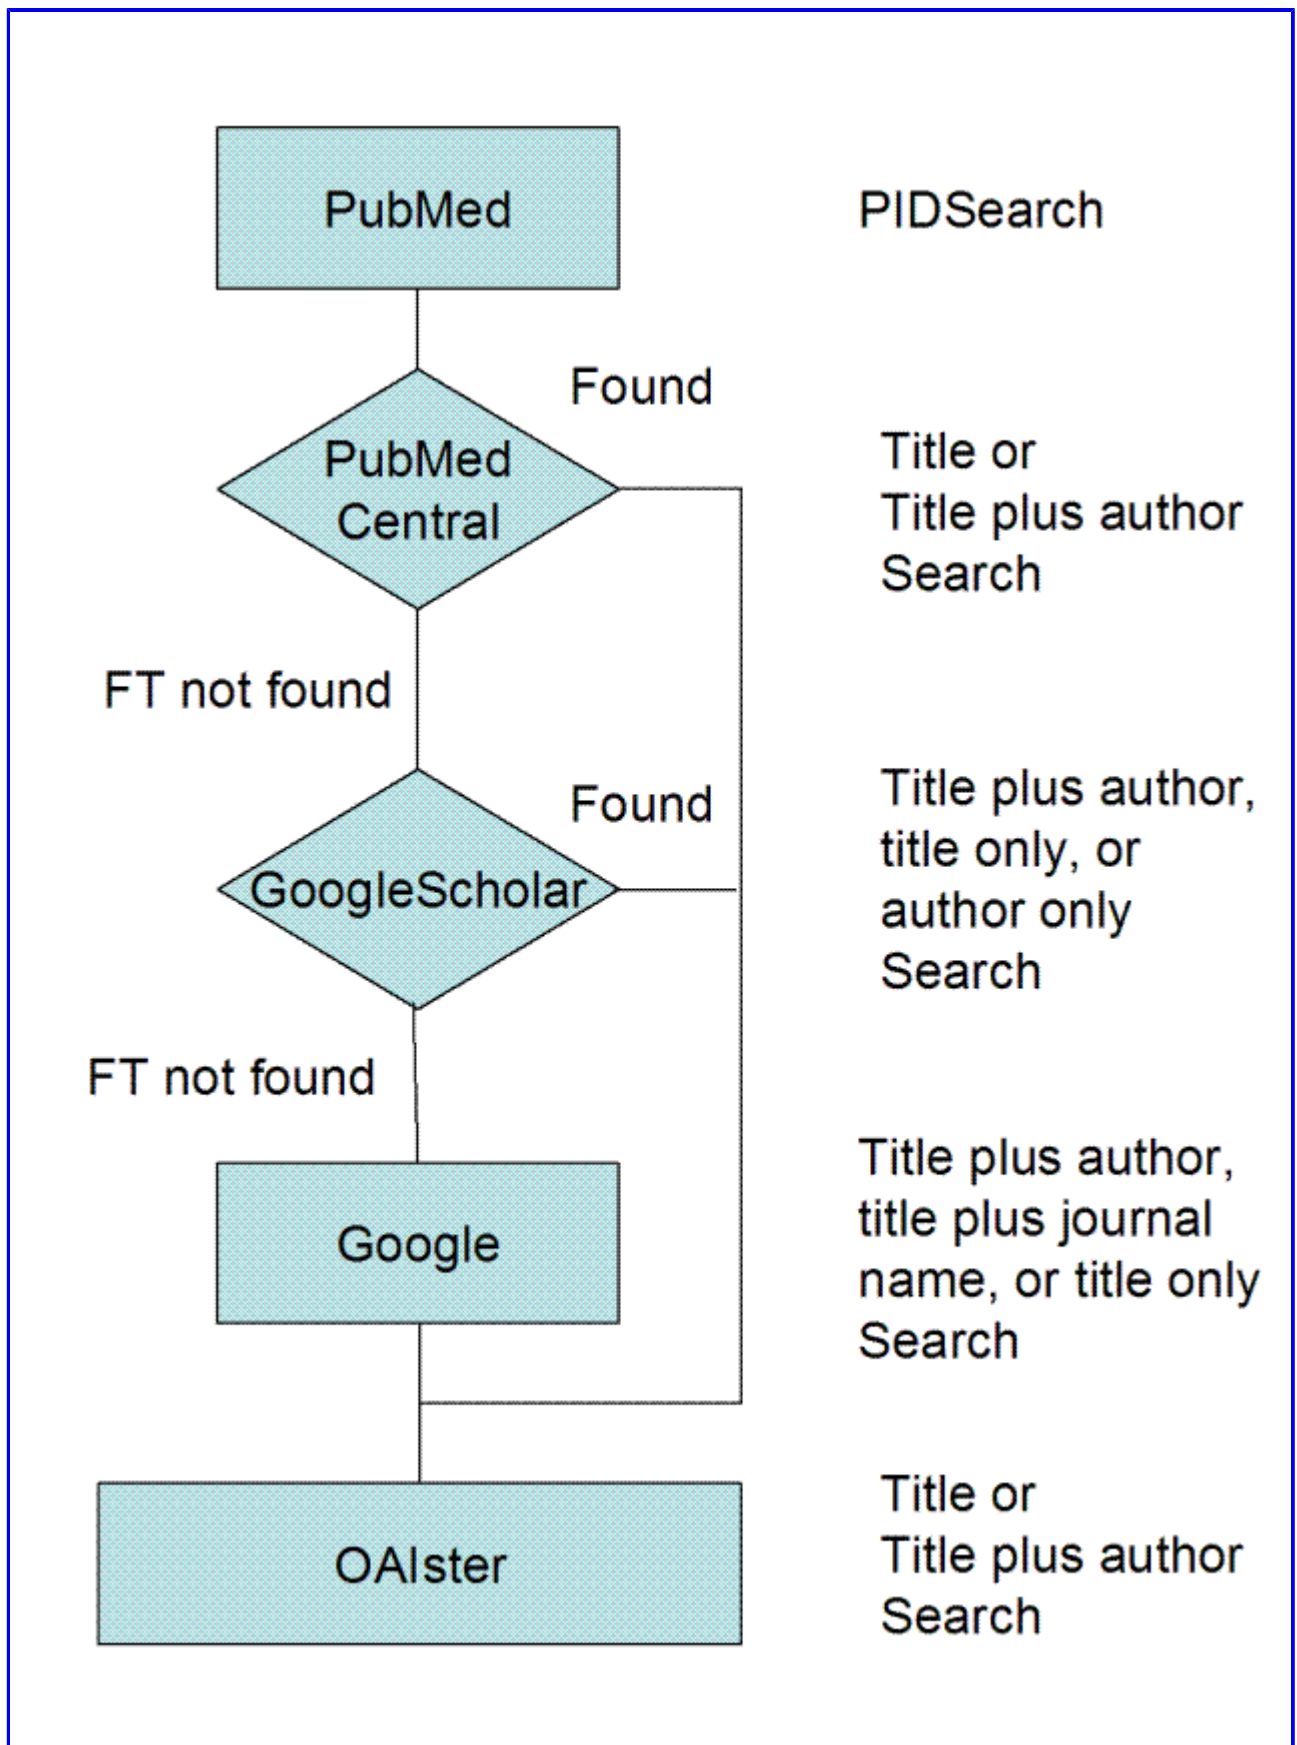 PubMed
PIDSearch
Found
PubMed
Central
Title or
Title plus author
Search
FT not found
Found
GoogleScholar
Title plus author,
title only, or
author only
Search
FT not found
Google
Title plus author,
title plus journal
name, or title only
Search
OAIster
Title or
Title plus author
Search